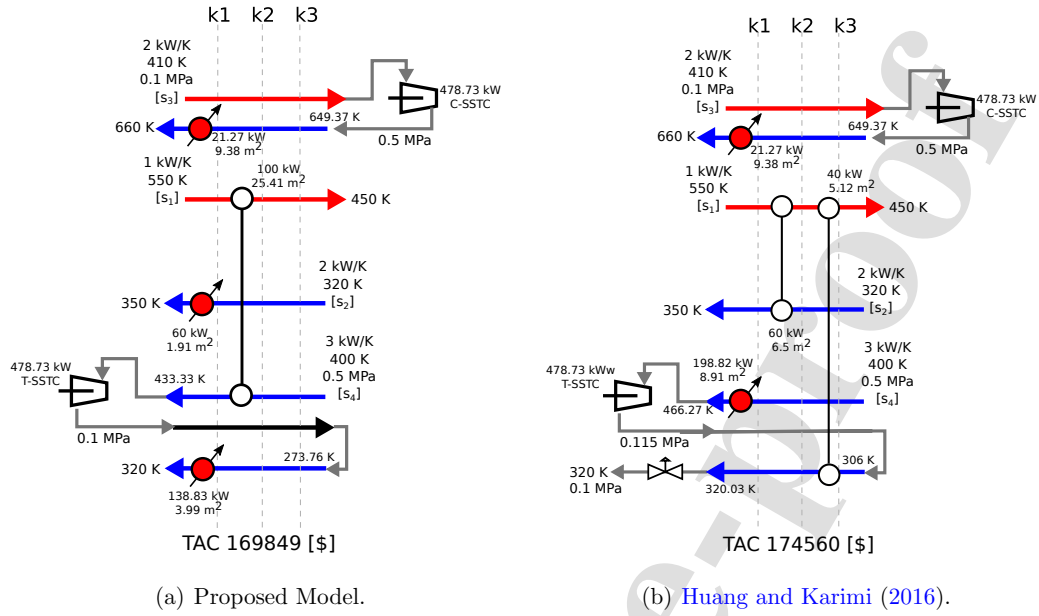 k1 k2 k3
2 kW/K
410 K
0.1 MPa
[s3]
478.73 kW
C-SSTC
649.37 K
660 K
21.27 kW
9.38 m2
0.5 MPa
1 kW/K
550 K
[s1]
100 kW
25.41 m2
450 K
2 kW/K
320 K
[s2]
350 K
60 kW
1.91 m2
3 kW/K
400 K
0.5 MPa
[s4]
478.73 kW
T-SSTC
433.33 K
0.1 MPa
273.76 K
320 K
138.83 kW
3.99 m2
TAC 169849 [$]
(a) Proposed Model.
k1 k2 k3
2 kW/K
410 K
0.1 MPa
[s3]
478.73 kW
C-SSTC
649.37 K
660 K
21.27 kW
9.38 m2
0.5 MPa
1 kW/K
550 K
[s1]
40 kW
5.12 m2
450 K
2 kW/K
320 K
[s2]
350 K
60 kW
6.5 m2
3 kW/K
400 K
0.5 MPa
[s4]
478.73 kWw
T-SSTC
198.82 kW
8.91 m2
466.27 K
0.115 MPa
306 K
320 K
0.1 MPa
320.03 K
TAC 174560 [$]
(b) Huang and Karimi (2016).
e-proof